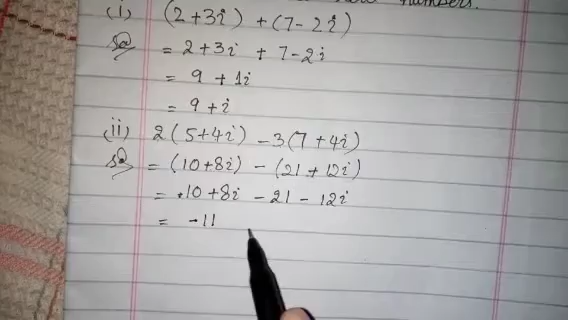 numbers.
(i) (2+3i) + (7-2i)
Sol = 2+3i + 7-2i
= 9 + 1i
= 9 + i
(ii) 2(5+4i) - 3(7+4i)
Sol = (10+8i) - (21+12i)
= 10+8i - 21 - 12i
= -11